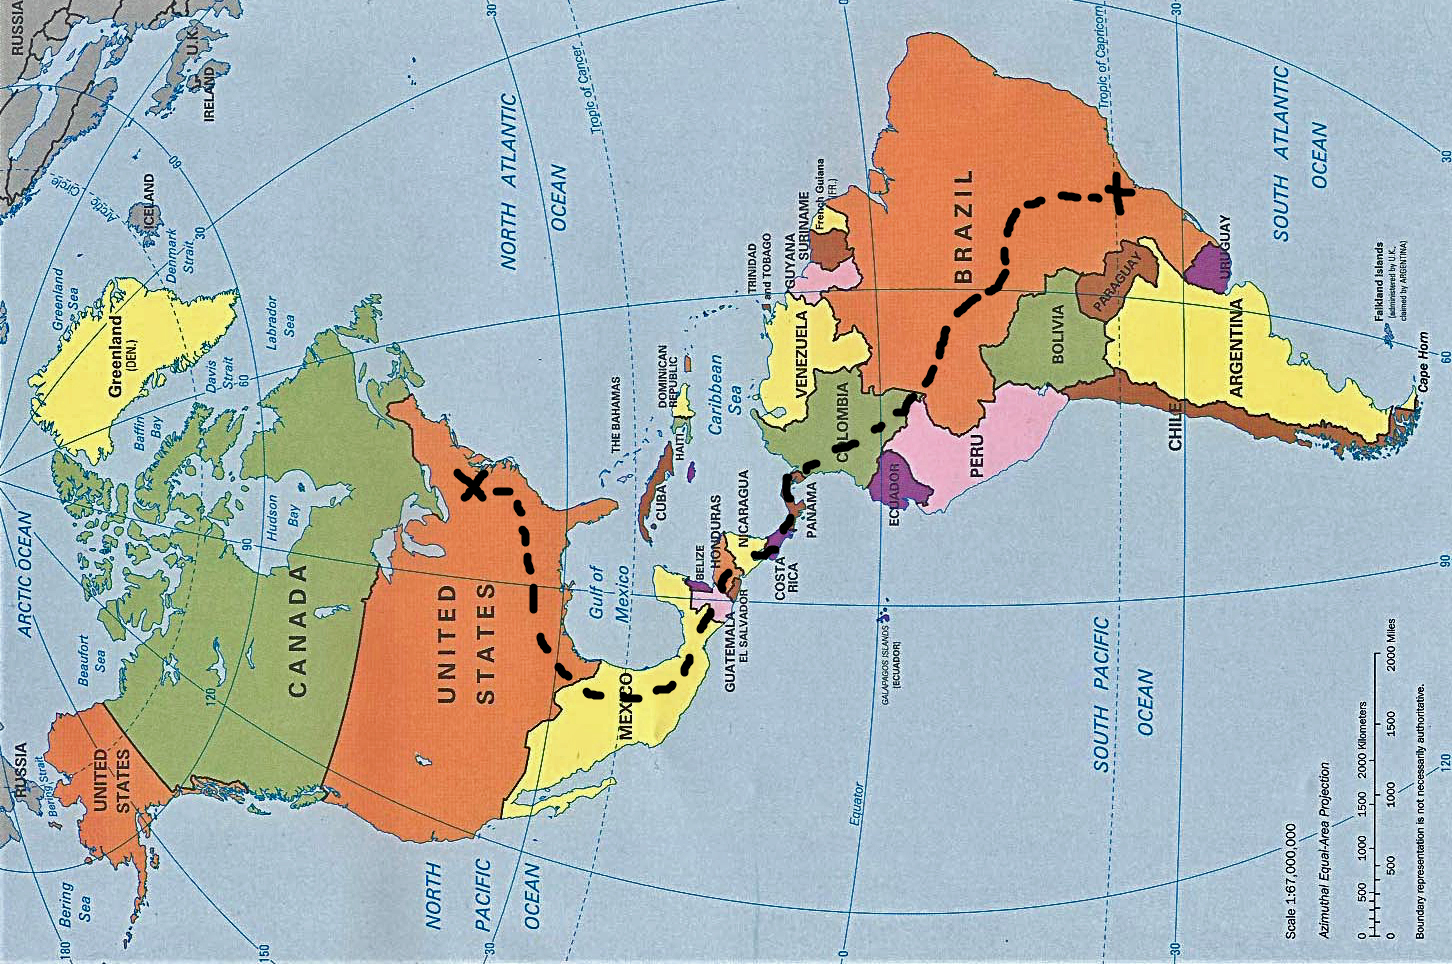 RUSSIA
ARCTIC OCEAN
Beaufort
Sea
RUSSIA
Bering Strait
Bering
Sea
UNITED
STATES
Greenland
Sea
Greenland
(DEN.)
Denmark
Strait
ICELAND
Arctic
Circle
U.K.
IRELAND
Baffin
Bay
Davis
Strait
Labrador
Sea
Hudson
Bay
CANADA
UNITED
STATES
NORTH ATLANTIC
OCEAN
Tropic of Cancer
NORTH
PACIFIC
OCEAN
Gulf of
Mexico
MEXICO
THE BAHAMAS
CUBA
HAITI
DOMINICAN
REPUBLIC
Caribbean
Sea
BELIZE
HONDURAS
GUATEMALA
EL SALVADOR
NICARAGUA
COSTA
RICA
PANAMA
TRINIDAD
and TOBAGO
VENEZUELA
GUYANA
SURINAME
French Guiana
(FR.)
COLOMBIA
ECUADOR
GALAPAGOS ISLANDS
(ECUADOR)
Equator
PERU
BRAZIL
BOLIVIA
PARAGUAY
CHILE
ARGENTINA
URUGUAY
Tropic of Capricorn
SOUTH ATLANTIC
OCEAN
SOUTH PACIFIC
OCEAN
Falkland Islands
(administered by U.K.,
claimed by ARGENTINA)
Cape Horn
180
150
120
90
60
30
60
30
30
30
0
0
30
30
30
60
90
120
Scale 1:67,000,000
Azimuthal Equal-Area Projection
0 500 1000 1500 2000 Kilometers
0 500 1000 1500 2000 Miles
Boundary representation is not necessarily authoritative.